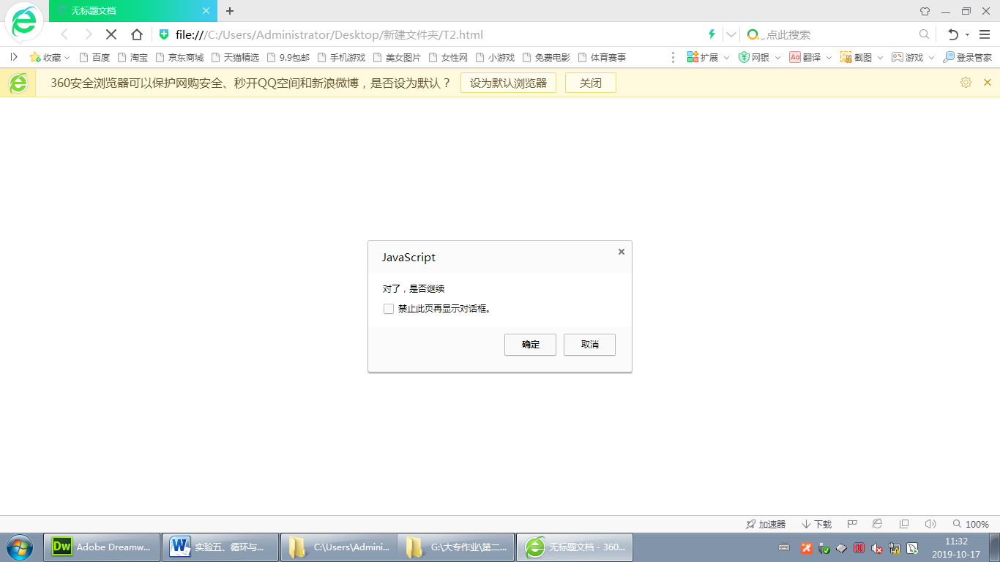 无标题文档
file:///C:/Users/Administrator/Desktop/新建文件夹/T2.html
点此搜索
收藏 百度 淘宝 京东商城 天猫精选 9.9包邮 手机游戏 美女图片 女性网 小游戏 免费电影 体育赛事 扩展 网银 Aa 翻译 截图 游戏 登录管家
360安全浏览器可以保护网购安全、秒开QQ空间和新浪微博，是否设为默认？ 设为默认浏览器 关闭
JavaScript
对了，是否继续
禁止此页再显示对话框。
确定 取消
加速器 下载 100%
Dw Adobe Dreamw... W 实验五、循环与... C:\Users\Admini... G:\大专作业\第二... 无标题文档 - 360...
11:32
2019-10-17